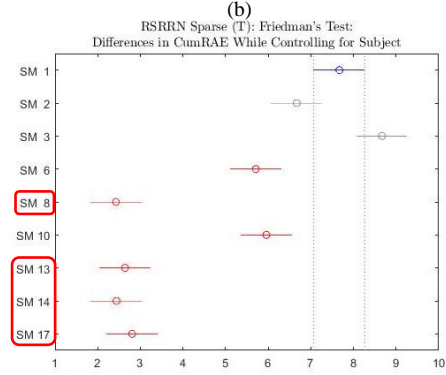 (b)
RSRRN Sparse (T): Friedman's Test:
Differences in CumRAE While Controlling for Subject
SM 1
SM 2
SM 3
SM 6
SM 8
SM 10
SM 13
SM 14
SM 17
1 2 3 4 5 6 7 8 9 10